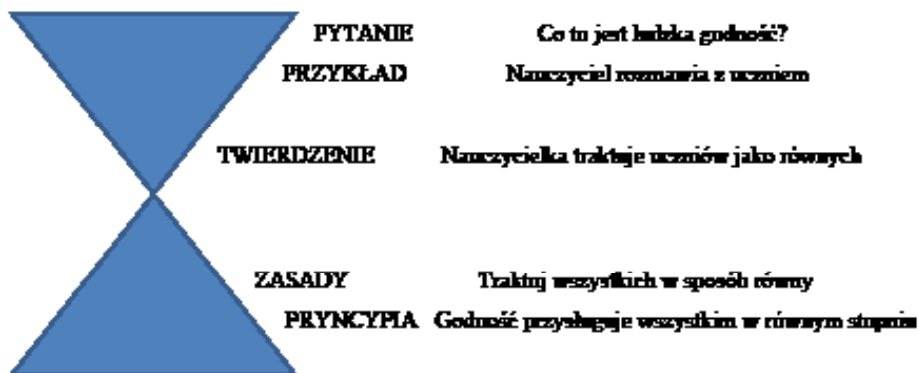 PYTANIE Co to jest ludzka godność?
PRZYKŁAD Nauczyciel rozmawia z uczniem
TWIERDZENIE Nauczycielka traktuje uczniów jako równych
ZASADY Traktuj wszystkich w sposób równy
PRYNCYPIA Godność przysługuje wszystkim w równym stopniu